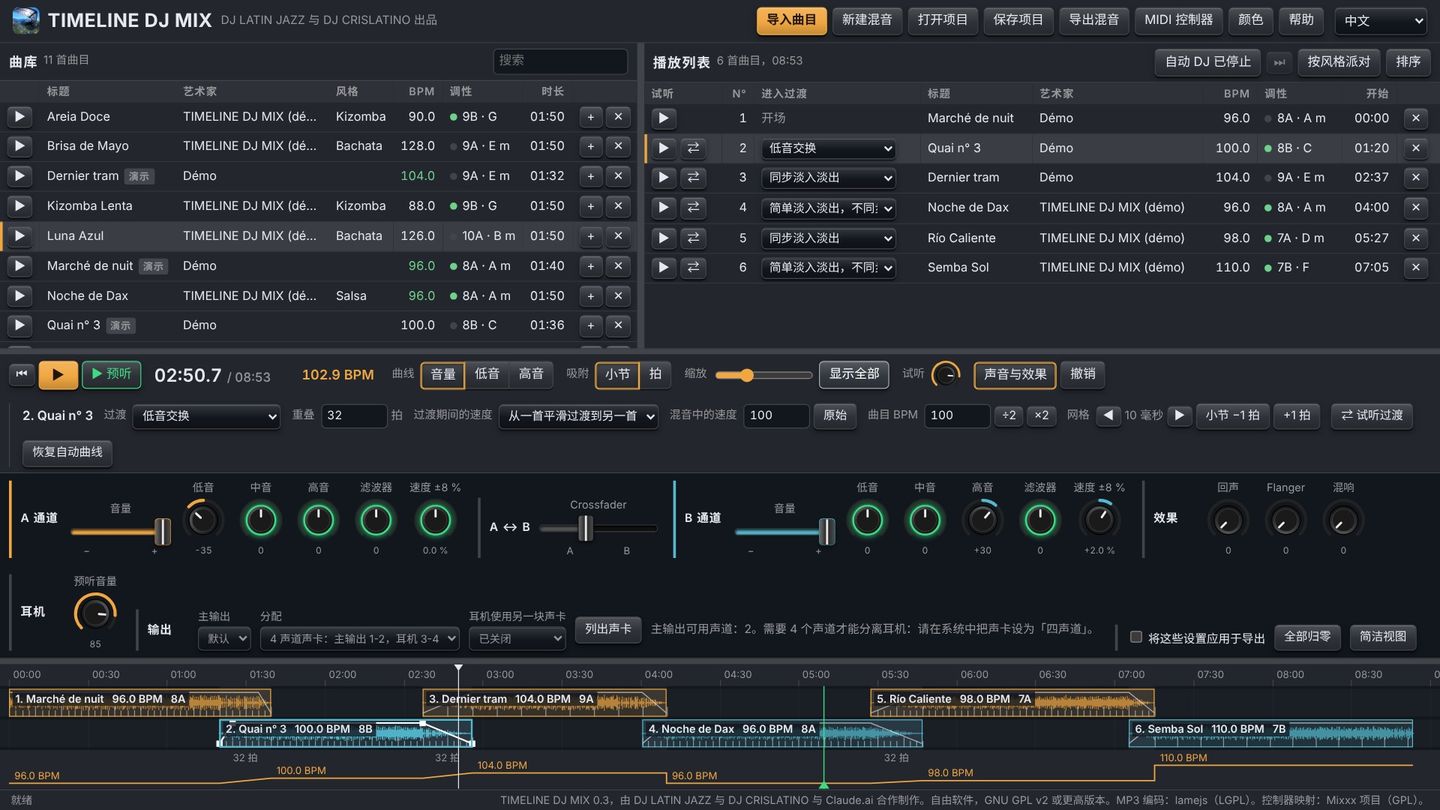 TIMELINE DJ MIX DJ LATIN JAZZ 与 DJ CRISLATINO 出品
导入曲目 新建混音 打开项目 保存项目 导出混音 MIDI 控制器 颜色 帮助 中文
曲库 11 首曲目 搜索
标题 艺术家 风格 BPM 调性 时长
Areia Doce TIMELINE DJ MIX (dé... Kizomba 90.0 9B · G 01:50 + ✕
Brisa de Mayo TIMELINE DJ MIX (dé... Bachata 128.0 9A · E m 01:50 + ✕
Dernier tram 演示 Démo 104.0 9A · E m 01:32 + ✕
Kizomba Lenta TIMELINE DJ MIX (dé... Kizomba 88.0 9B · G 01:50 + ✕
Luna Azul TIMELINE DJ MIX (dé... Bachata 126.0 10A · B m 01:50 + ✕
Marché de nuit 演示 Démo 96.0 8A · A m 01:40 + ✕
Noche de Dax TIMELINE DJ MIX (dé... Salsa 96.0 8A · A m 01:50 + ✕
Quai n° 3 演示 Démo 100.0 8B · C 01:36 + ✕
播放列表 6 首曲目，08:53 自动 DJ 已停止 按风格派对 排序
试听 N° 进入过渡 标题 艺术家 BPM 调性 开始
1 开场 Marché de nuit Démo 96.0 8A · A m 00:00 ✕
2 低音交换 Quai n° 3 Démo 100.0 8B · C 01:20 ✕
3 同步淡入淡出 Dernier tram Démo 104.0 9A · E m 02:37 ✕
4 简单淡入淡出，不同 Noche de Dax TIMELINE DJ MIX (démo) 96.0 8A · A m 04:00 ✕
5 同步淡入淡出 Río Caliente TIMELINE DJ MIX (démo) 98.0 7A · D m 05:27 ✕
6 简单淡入淡出，不同 Semba Sol TIMELINE DJ MIX (démo) 110.0 7B · F 07:05 ✕
预听 02:50.7 / 08:53 102.9 BPM 曲线 音量 低音 高音 吸附 小节 拍 缩放 显示全部 试听 声音与效果 撤销
2. Quai n° 3 过渡 低音交换 重叠 32 拍 过渡期间的速度 从一首平滑过渡到另一首 混音中的速度 100 原始 曲目 BPM 100 ÷2 ×2 网格 10 毫秒 小节 −1 拍 +1 拍 ⇄ 试听过渡
恢复自动曲线
A 通道 音量 − + 低音 -35 中音 0 高音 0 滤波器 0 速度 ±8 % 0.0 %
A ↔ B Crossfader A B
B 通道 音量 − + 低音 0 中音 0 高音 +30 滤波器 0 速度 ±8 % +2.0 %
效果 回声 0 Flanger 0 混响 0
耳机 预听音量 85
输出 主输出 默认 分配 4 声道声卡：主输出 1-2，耳机 3-4 耳机使用另一块声卡 已关闭 列出声卡 主输出可用声道：2。需要 4 个声道才能分离耳机：请在系统中把声卡设为「四声道」。 将这些设置应用于导出 全部归零 简洁视图
00:00 00:30 01:00 01:30 02:00 02:30 03:00 03:30 04:00 04:30 05:00 05:30 06:00 06:30 07:00 07:30 08:00 08:30
1. Marché de nuit 96.0 BPM 8A 3. Dernier tram 104.0 BPM 9A 5. Río Caliente 98.0 BPM 7A
2. Quai n° 3 100.0 BPM 8B 4. Noche de Dax 96.0 BPM 8A 6. Semba Sol 110.0 BPM 7B
32 拍 32 拍 32 拍
96.0 BPM 100.0 BPM 104.0 BPM 96.0 BPM 98.0 BPM 110.0 BPM
就绪 TIMELINE DJ MIX 0.3，由 DJ LATIN JAZZ 与 DJ CRISLATINO 与 Claude.ai 合作制作。自由软件，GNU GPL v2 或更高版本。MP3 编码：lamejs（LGPL）。控制器映射：Mixxx 项目（GPL）。